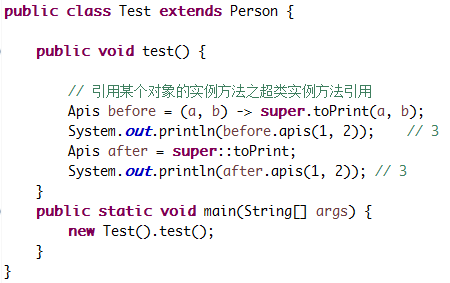 public class Test extends Person {
public void test() {
// 引用某个对象的实例方法之超类实例方法引用
Apis before = (a, b) -> super.toPrint(a, b);
System.out.println(before.apis(1, 2)); // 3
Apis after = super::toPrint;
System.out.println(after.apis(1, 2)); // 3
}
public static void main(String[] args) {
new Test().test();
}
}